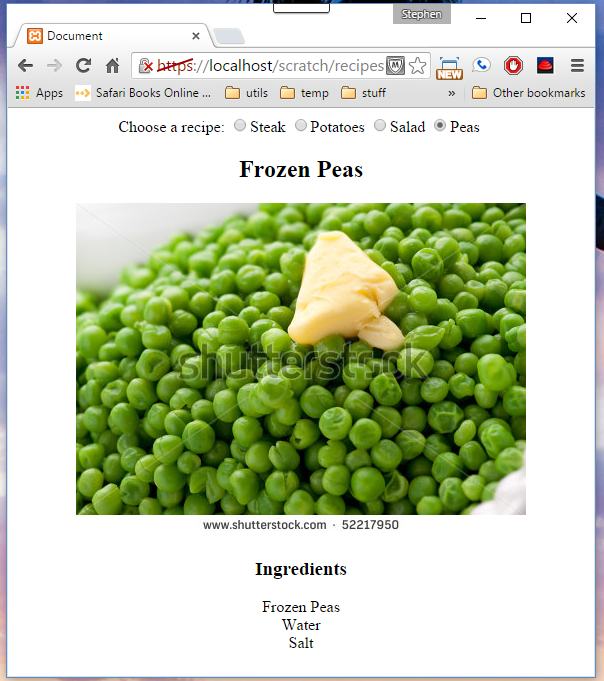 Stephen
Document
https://localhost/scratch/recipes
NEW
Apps Safari Books Online ... utils temp stuff » Other bookmarks
Choose a recipe: Steak Potatoes Salad Peas
Frozen Peas
shutterstock
www.shutterstock.com · 52217950
Ingredients
Frozen Peas
Water
Salt